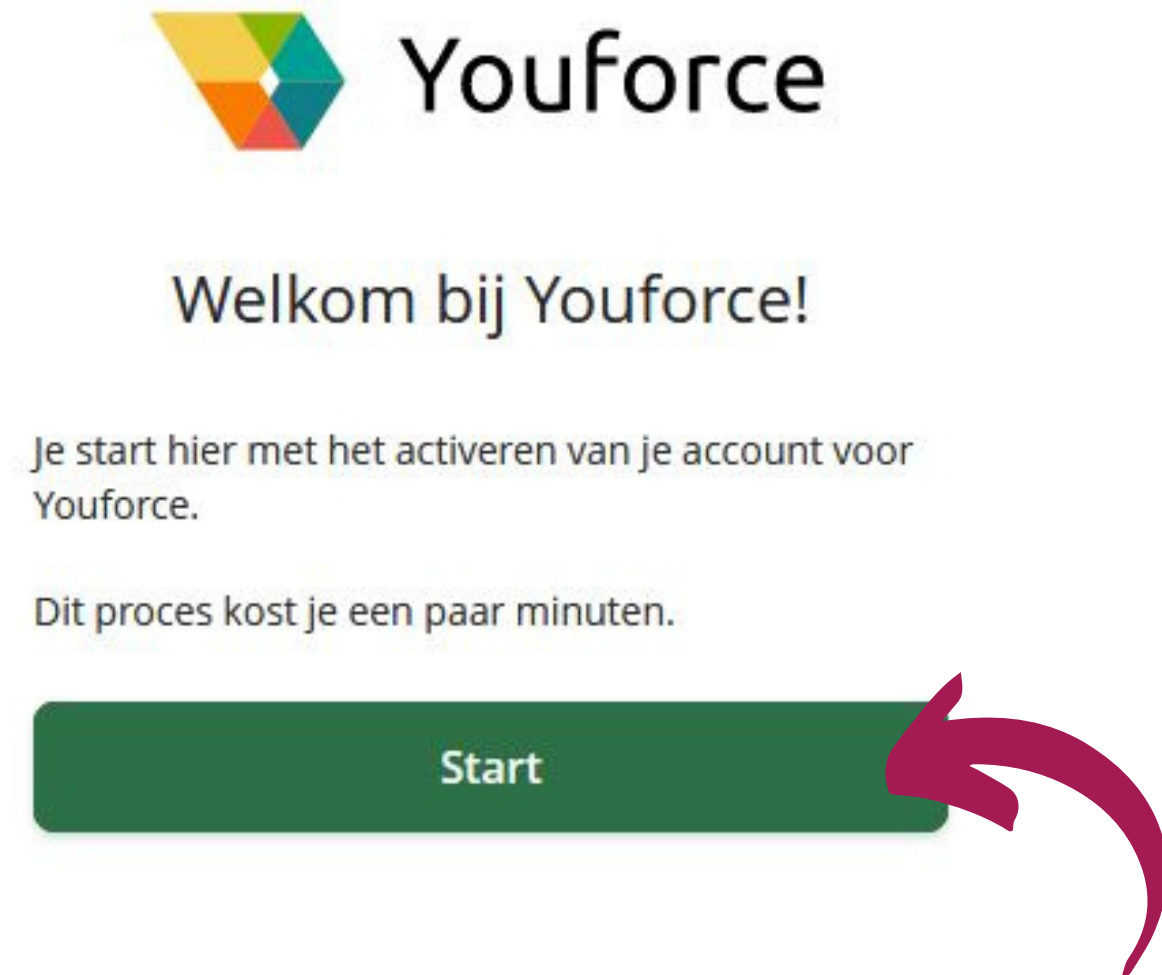 Youforce
Welkom bij Youforce!
Je start hier met het activeren van je account voor
Youforce.
Dit proces kost je een paar minuten.
Start